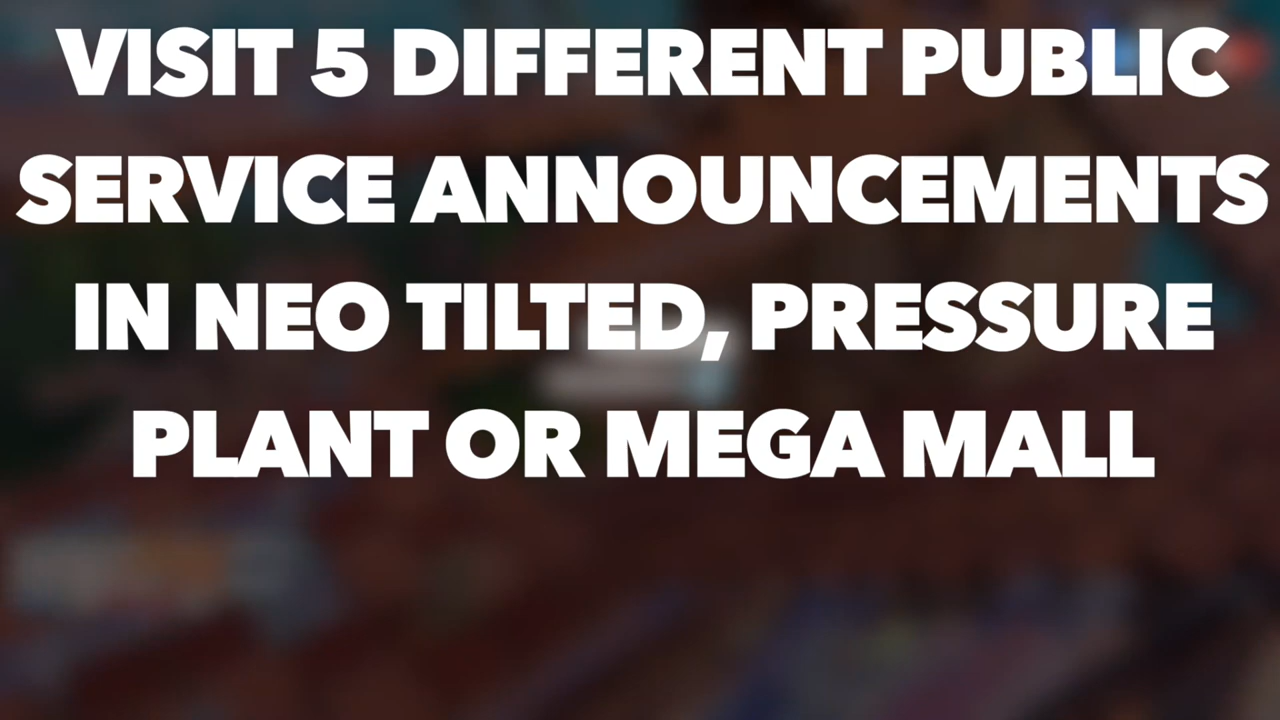 VISIT 5 DIFFERENT PUBLIC
SERVICE ANNOUNCEMENTS
IN NEO TILTED, PRESSURE
PLANT OR MEGA MALL